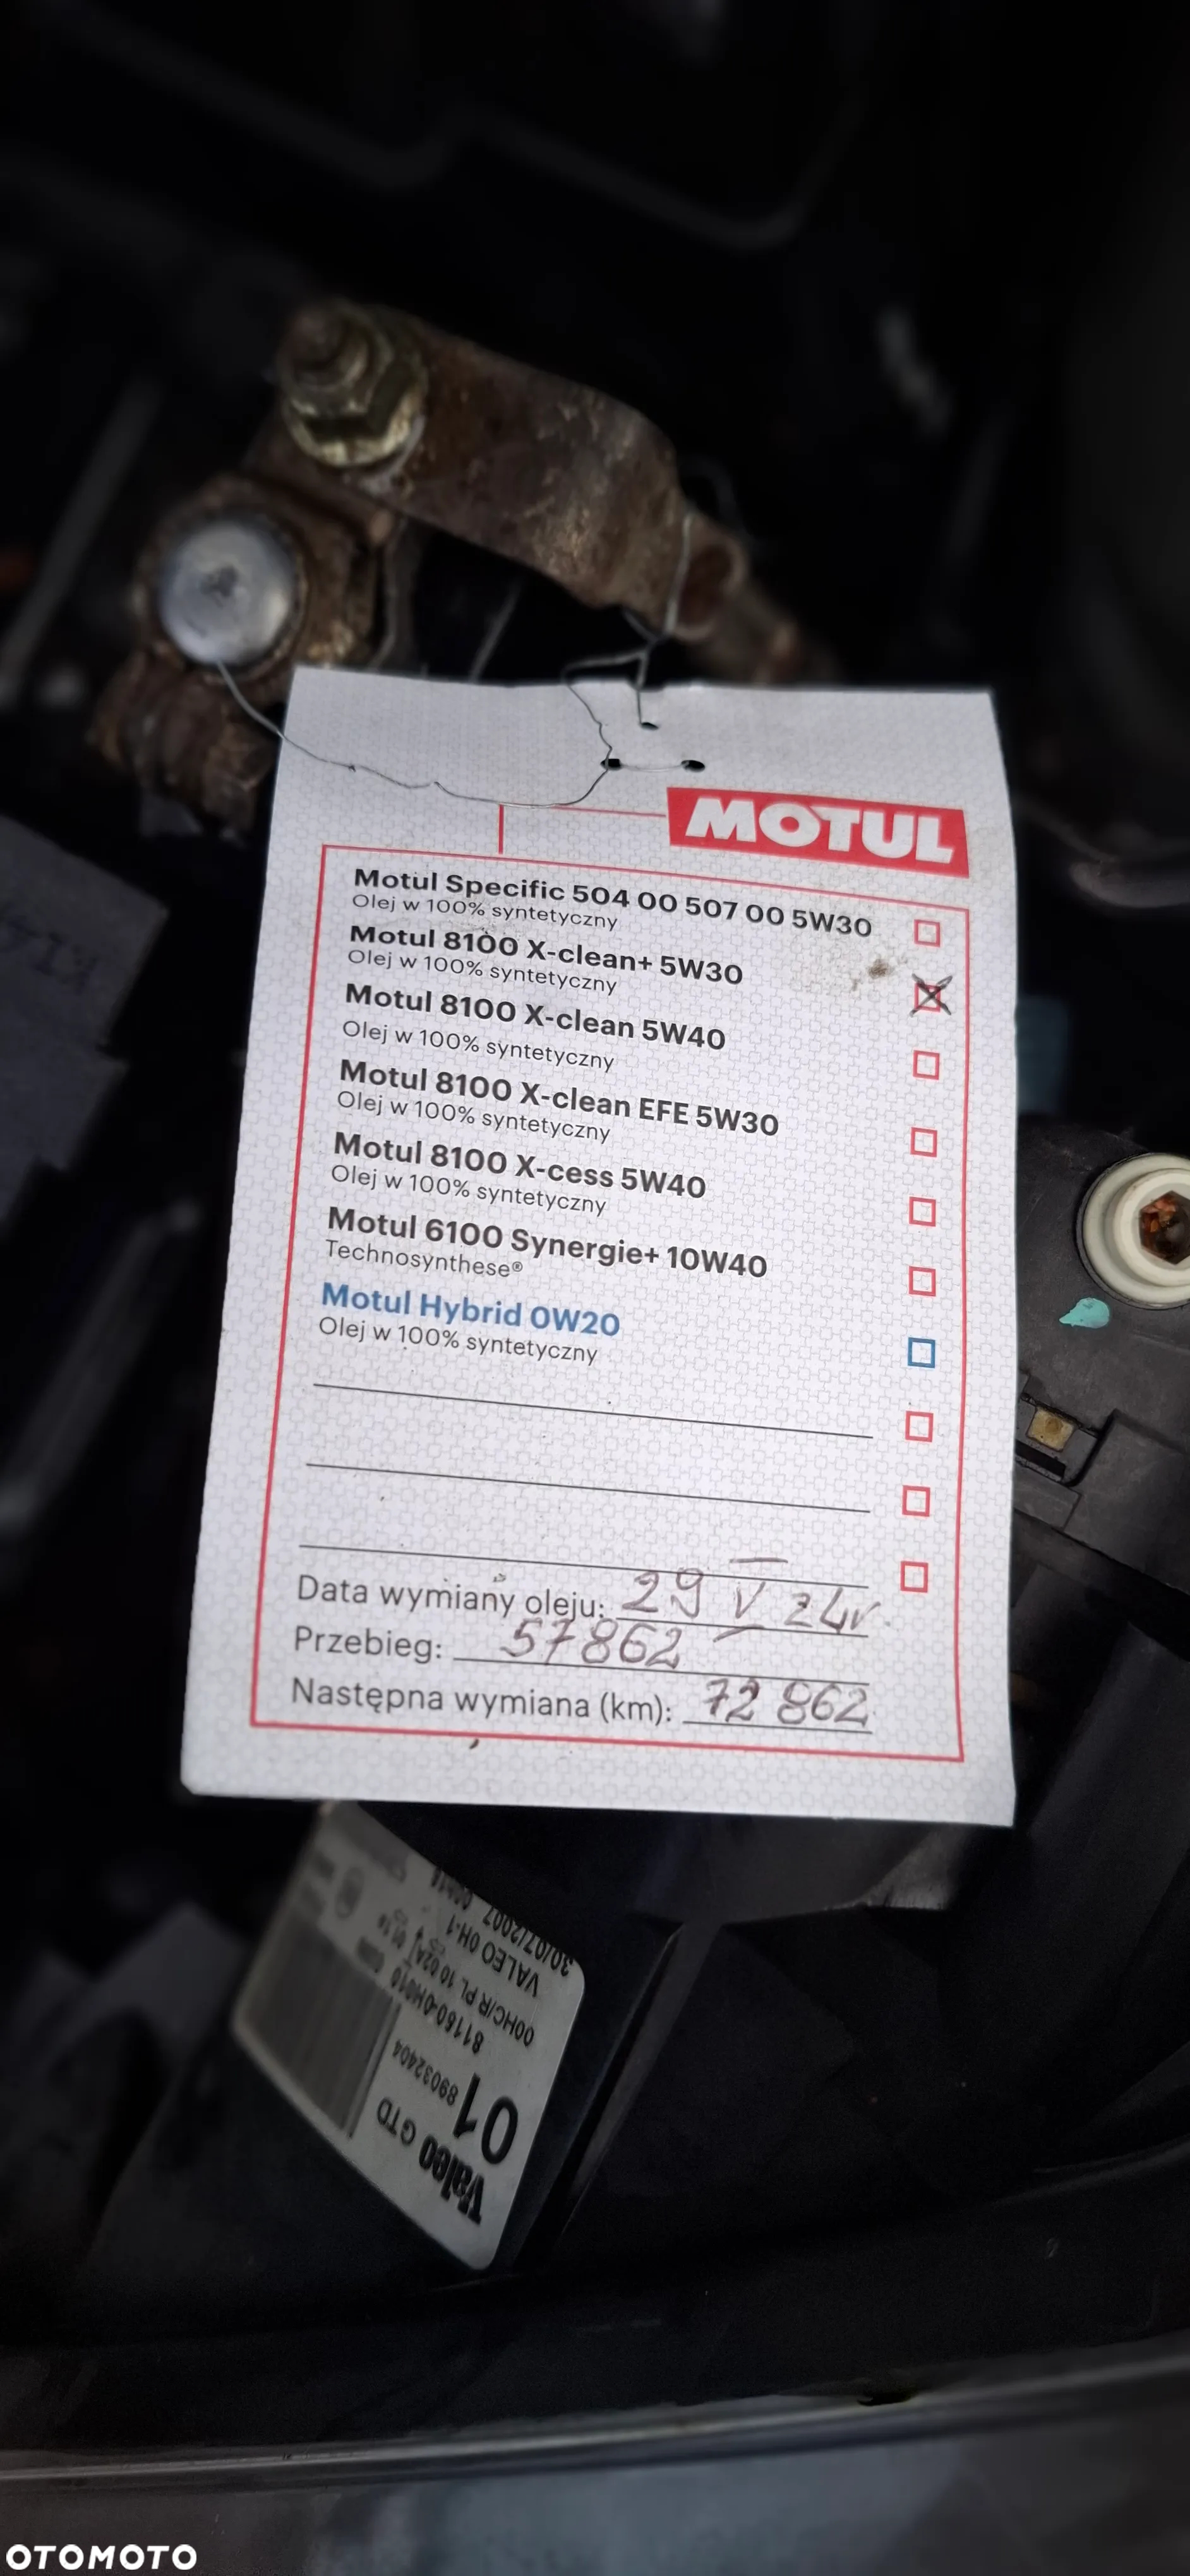 MOTUL
Motul Specific 504 00 507 00 5W30
Olej w 100% syntetyczny
Motul 8100 X-clean+ 5W30
Olej w 100% syntetyczny
Motul 8100 X-clean 5W40
Olej w 100% syntetyczny
Motul 8100 X-clean EFE 5W30
Olej w 100% syntetyczny
Motul 8100 X-cess 5W40
Olej w 100% syntetyczny
Motul 6100 Synergie+ 10W40
Technosynthese®
Motul Hybrid 0W20
Olej w 100% syntetyczny
Data wymiany oleju: 29 V 24r.
Przebieg: 57862
Następna wymiana (km): 72 862
Valeo GTD
01 89032404
81160-0H010
00HC/R PL 10 02A
VALEO 0H-1
30/07/2007
OTOMOTO